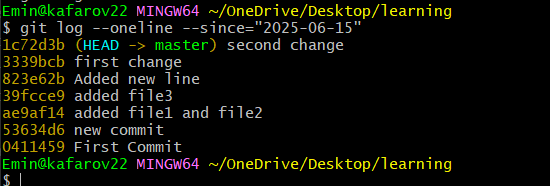 Emin@kafarov22 MINGW64 ~/OneDrive/Desktop/learning
$ git log --oneline --since="2025-06-15"
1c72d3b (HEAD -> master) second change
3339bcb first change
823e62b Added new line
39fcce9 added file3
ae9af14 added file1 and file2
53634d6 new commit
0411459 First Commit
Emin@kafarov22 MINGW64 ~/OneDrive/Desktop/learning
$